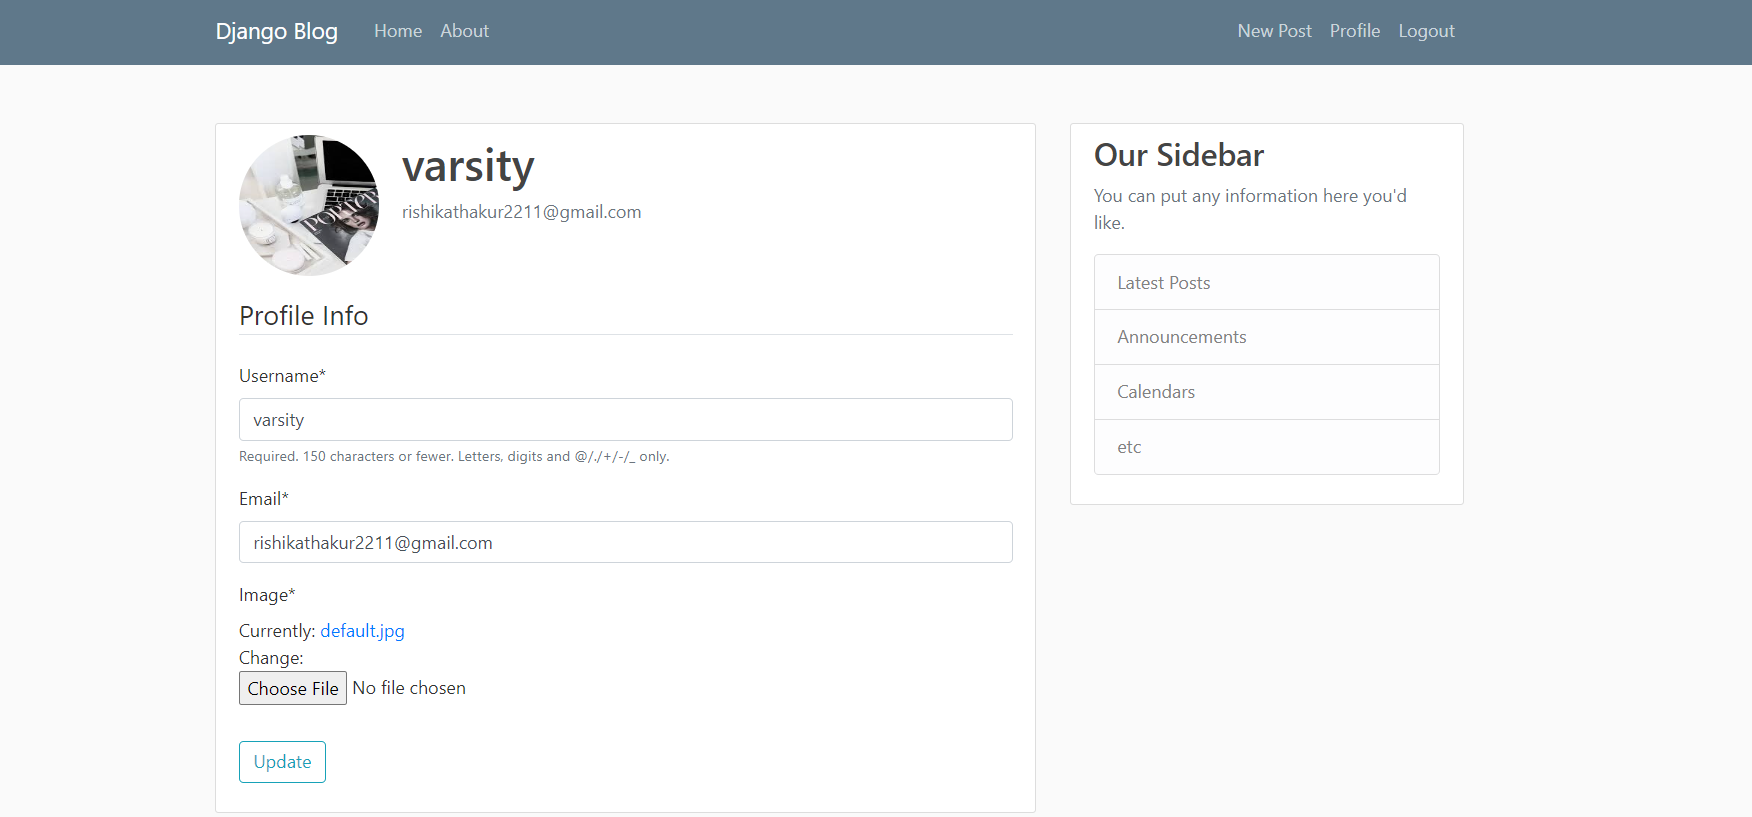 Django Blog Home About New Post Profile Logout
varsity
rishikathakur2211@gmail.com
PORTER
Profile Info
Username*
varsity
Required. 150 characters or fewer. Letters, digits and @/./+/-/_ only.
Email*
rishikathakur2211@gmail.com
Image*
Currently: default.jpg
Change:
Choose File No file chosen
Update
Our Sidebar
You can put any information here you'd
like.
Latest Posts
Announcements
Calendars
etc